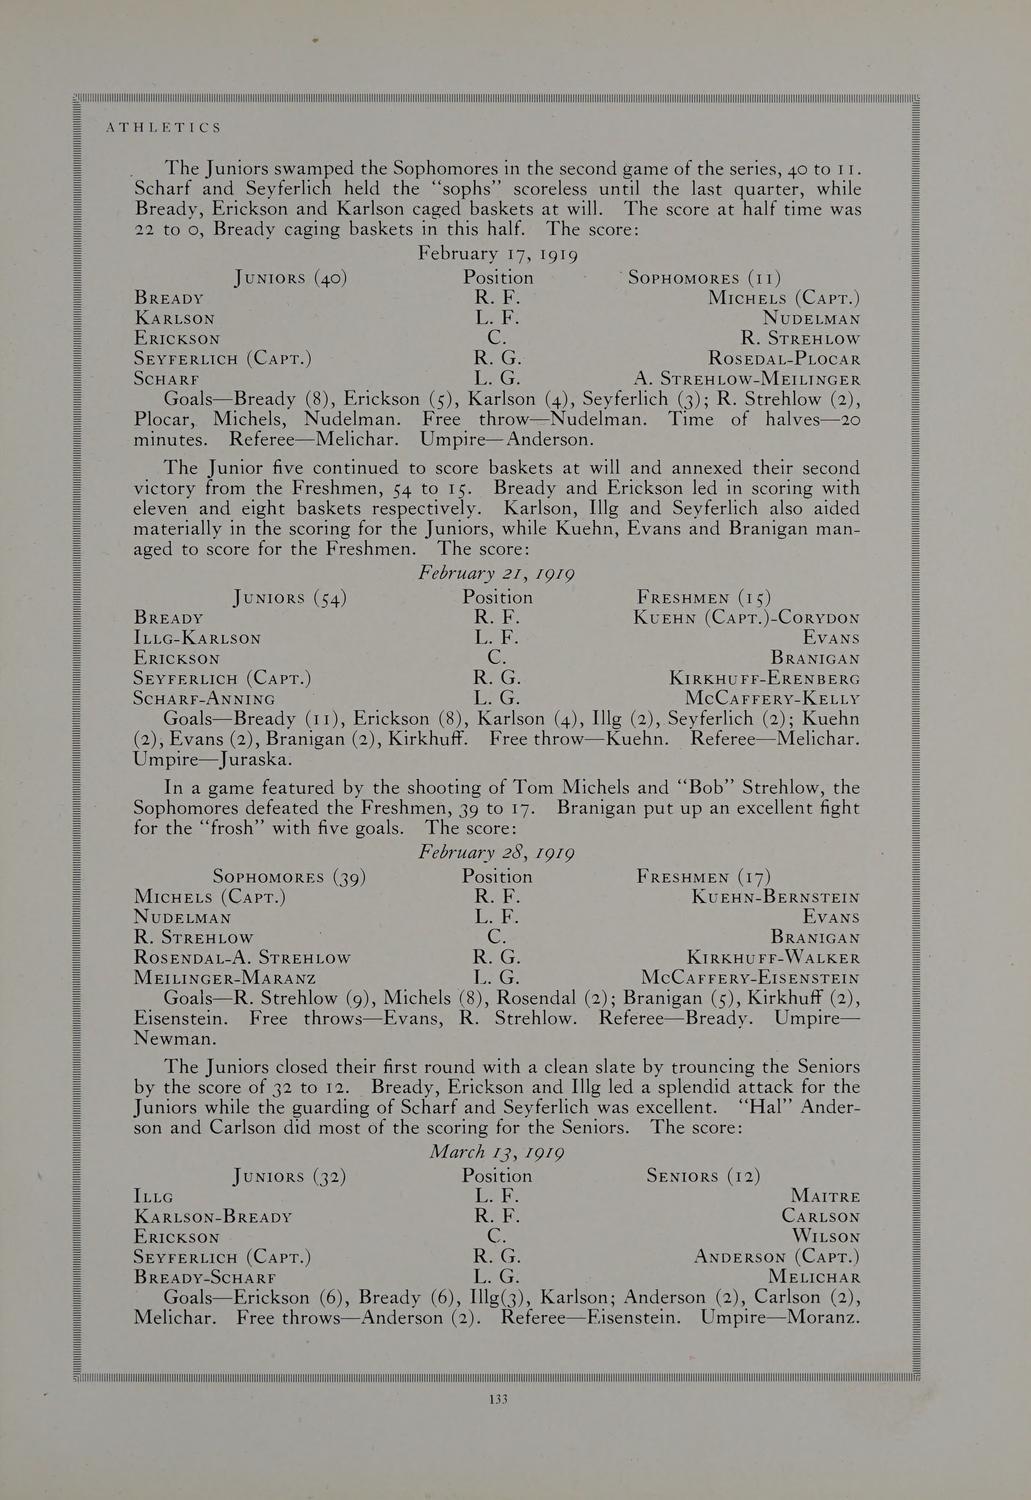 ATHLETICS
The Juniors swamped the Sophomores in the second game of the series, 40 to 11.
Scharf and Seyferlich held the “sophs” scoreless until the last quarter, while
Bready, Erickson and Karlson caged baskets at will. The score at half time was
22 to 0, Bready caging baskets in this half. The score:
February 17, 1919
Juniors (40) Position Sophomores (11)
Bready R. F. Michels (Capt.)
Karlson L. F. Nudelman
Erickson C. R. Strehlow
Seyferlich (Capt.) R. G. Rosedal-Plocar
Scharf L. G. A. Strehlow-Meilinger
Goals—Bready (8), Erickson (5), Karlson (4), Seyferlich (3); R. Strehlow (2),
Plocar, Michels, Nudelman. Free throw—Nudelman. Time of halves—20
minutes. Referee—Melichar. Umpire—Anderson.
The Junior five continued to score baskets at will and annexed their second
victory from the Freshmen, 54 to 15. Bready and Erickson led in scoring with
eleven and eight baskets respectively. Karlson, Illg and Seyferlich also aided
materially in the scoring for the Juniors, while Kuehn, Evans and Branigan man-
aged to score for the Freshmen. The score:
February 21, 1919
Juniors (54) Position Freshmen (15)
Bready R. F. Kuehn (Capt.)-Corydon
Illg-Karlson L. F. Evans
Erickson C. Branigan
Seyferlich (Capt.) R. G. Kirkhuff-Erenberg
Scharf-Anning L. G. McCaffery-Kelly
Goals—Bready (11), Erickson (8), Karlson (4), Illg (2), Seyferlich (2); Kuehn
(2), Evans (2), Branigan (2), Kirkhuff. Free throw—Kuehn. Referee—Melichar.
Umpire—Juraska.
In a game featured by the shooting of Tom Michels and “Bob” Strehlow, the
Sophomores defeated the Freshmen, 39 to 17. Branigan put up an excellent fight
for the “frosh” with five goals. The score:
February 28, 1919
Sophomores (39) Position Freshmen (17)
Michels (Capt.) R. F. Kuehn-Bernstein
Nudelman L. F. Evans
R. Strehlow C. Branigan
Rosendal-A. Strehlow R. G. Kirkhuff-Walker
Meilinger-Maranz L. G. McCaffery-Eisenstein
Goals—R. Strehlow (9), Michels (8), Rosendal (2); Branigan (5), Kirkhuff (2),
Eisenstein. Free throws—Evans, R. Strehlow. Referee—Bready. Umpire—
Newman.
The Juniors closed their first round with a clean slate by trouncing the Seniors
by the score of 32 to 12. Bready, Erickson and Illg led a splendid attack for the
Juniors while the guarding of Scharf and Seyferlich was excellent. “Hal” Ander-
son and Carlson did most of the scoring for the Seniors. The score:
March 13, 1919
Juniors (32) Position Seniors (12)
Illg L. F. Maitre
Karlson-Bready R. F. Carlson
Erickson C. Wilson
Seyferlich (Capt.) R. G. Anderson (Capt.)
Bready-Scharf L. G. Melichar
Goals—Erickson (6), Bready (6), Illg(3), Karlson; Anderson (2), Carlson (2),
Melichar. Free throws—Anderson (2). Referee—Eisenstein. Umpire—Moranz.
133